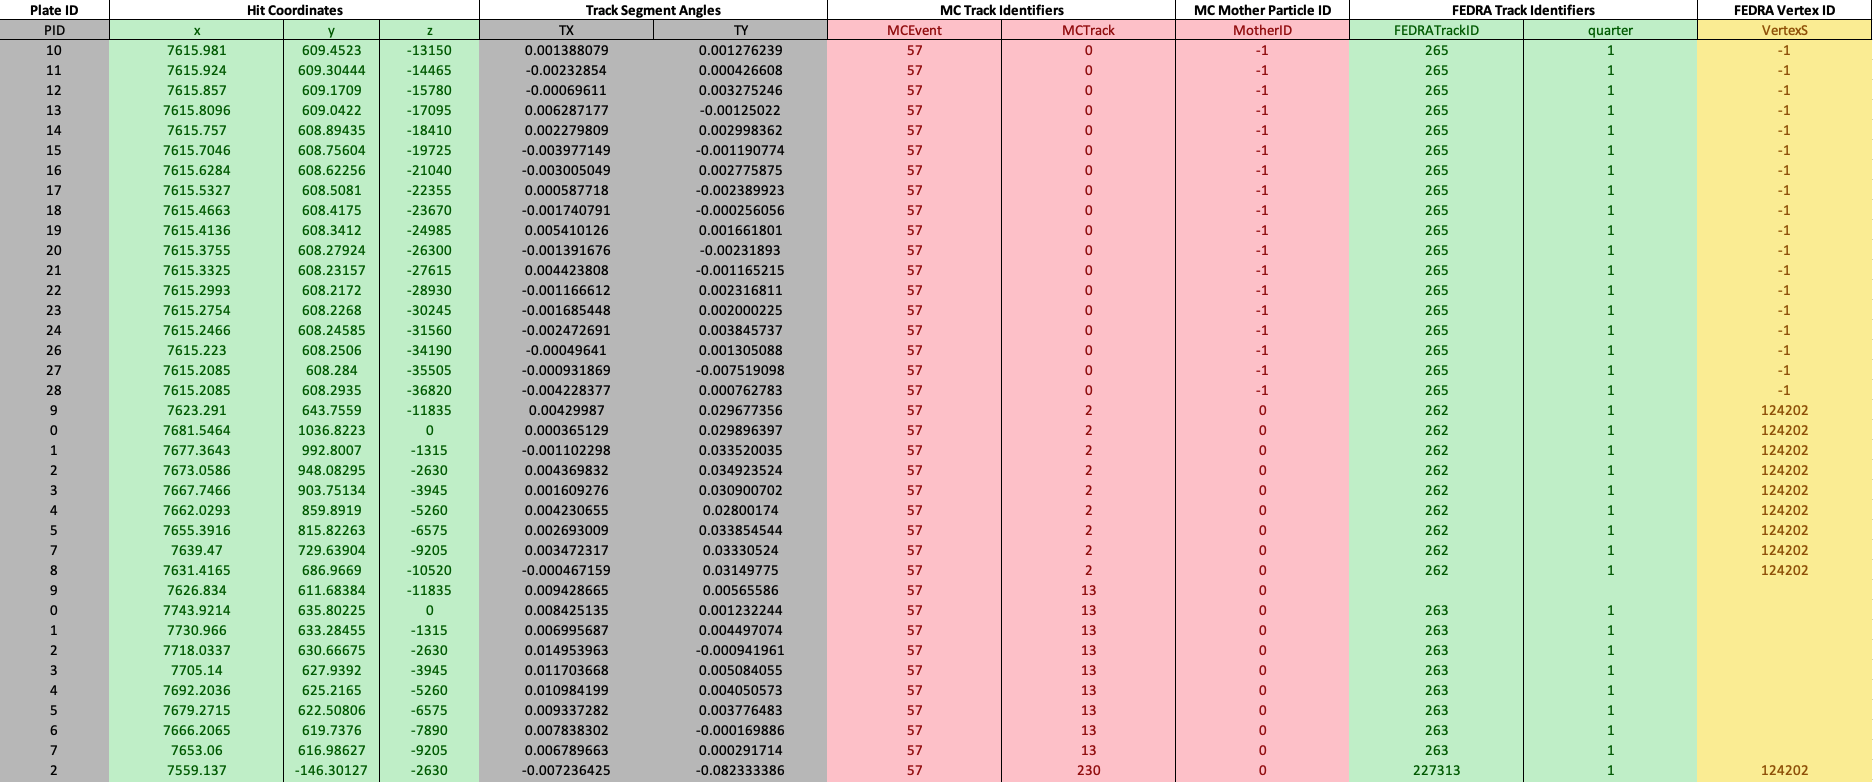 Plate ID Hit Coordinates Track Segment Angles MC Track Identifiers MC Mother Particle ID FEDRA Track Identifiers FEDRA Vertex ID
PID x y z TX TY MCEvent MCTrack MotherID FEDRATrackID quarter VertexS
10 7615.981 609.4523 -13150 0.001388079 0.001276239 57 0 -1 265 1 -1
11 7615.924 609.30444 -14465 -0.00232854 0.000426608 57 0 -1 265 1 -1
12 7615.857 609.1709 -15780 -0.00069611 0.003275246 57 0 -1 265 1 -1
13 7615.8096 609.0422 -17095 0.006287177 -0.00125022 57 0 -1 265 1 -1
14 7615.757 608.89435 -18410 0.002279809 0.002998362 57 0 -1 265 1 -1
15 7615.7046 608.75604 -19725 -0.003977149 -0.001190774 57 0 -1 265 1 -1
16 7615.6284 608.62256 -21040 -0.003005049 0.002775875 57 0 -1 265 1 -1
17 7615.5327 608.5081 -22355 0.000587718 -0.002389923 57 0 -1 265 1 -1
18 7615.4663 608.4175 -23670 -0.001740791 -0.000256056 57 0 -1 265 1 -1
19 7615.4136 608.3412 -24985 0.005410126 0.001661801 57 0 -1 265 1 -1
20 7615.3755 608.27924 -26300 -0.001391676 -0.00231893 57 0 -1 265 1 -1
21 7615.3325 608.23157 -27615 0.004423808 -0.001165215 57 0 -1 265 1 -1
22 7615.2993 608.2172 -28930 -0.001166612 0.002316811 57 0 -1 265 1 -1
23 7615.2754 608.2268 -30245 -0.001685448 0.002000225 57 0 -1 265 1 -1
24 7615.2466 608.24585 -31560 -0.002472691 0.003845737 57 0 -1 265 1 -1
26 7615.223 608.2506 -34190 -0.00049641 0.001305088 57 0 -1 265 1 -1
27 7615.2085 608.284 -35505 -0.000931869 -0.007519098 57 0 -1 265 1 -1
28 7615.2085 608.2935 -36820 -0.004228377 0.000762783 57 0 -1 265 1 -1
9 7623.291 643.7559 -11835 0.00429987 0.029677356 57 2 0 262 1 124202
0 7681.5464 1036.8223 0 0.000365129 0.029896397 57 2 0 262 1 124202
1 7677.3643 992.8007 -1315 -0.001102298 0.033520035 57 2 0 262 1 124202
2 7673.0586 948.08295 -2630 0.004369832 0.034923524 57 2 0 262 1 124202
3 7667.7466 903.75134 -3945 0.001609276 0.030900702 57 2 0 262 1 124202
4 7662.0293 859.8919 -5260 0.004230655 0.02800174 57 2 0 262 1 124202
5 7655.3916 815.82263 -6575 0.002693009 0.033854544 57 2 0 262 1 124202
7 7639.47 729.63904 -9205 0.003472317 0.03330524 57 2 0 262 1 124202
8 7631.4165 686.9669 -10520 -0.000467159 0.03149775 57 2 0 262 1 124202
9 7626.834 611.68384 -11835 0.009428665 0.00565586 57 13 0
0 7743.9214 635.80225 0 0.008425135 0.001232244 57 13 0 263 1
1 7730.966 633.28455 -1315 0.006995687 0.004497074 57 13 0 263 1
2 7718.0337 630.66675 -2630 0.014953963 -0.000941961 57 13 0 263 1
3 7705.14 627.9392 -3945 0.011703668 0.005084055 57 13 0 263 1
4 7692.2036 625.2165 -5260 0.010984199 0.004050573 57 13 0 263 1
5 7679.2715 622.50806 -6575 0.009337282 0.003776483 57 13 0 263 1
6 7666.2065 619.7376 -7890 0.007838302 -0.000169886 57 13 0 263 1
7 7653.06 616.98627 -9205 0.006789663 0.000291714 57 13 0 263 1
2 7559.137 -146.30127 -2630 -0.007236425 -0.082333386 57 230 0 227313 1 124202